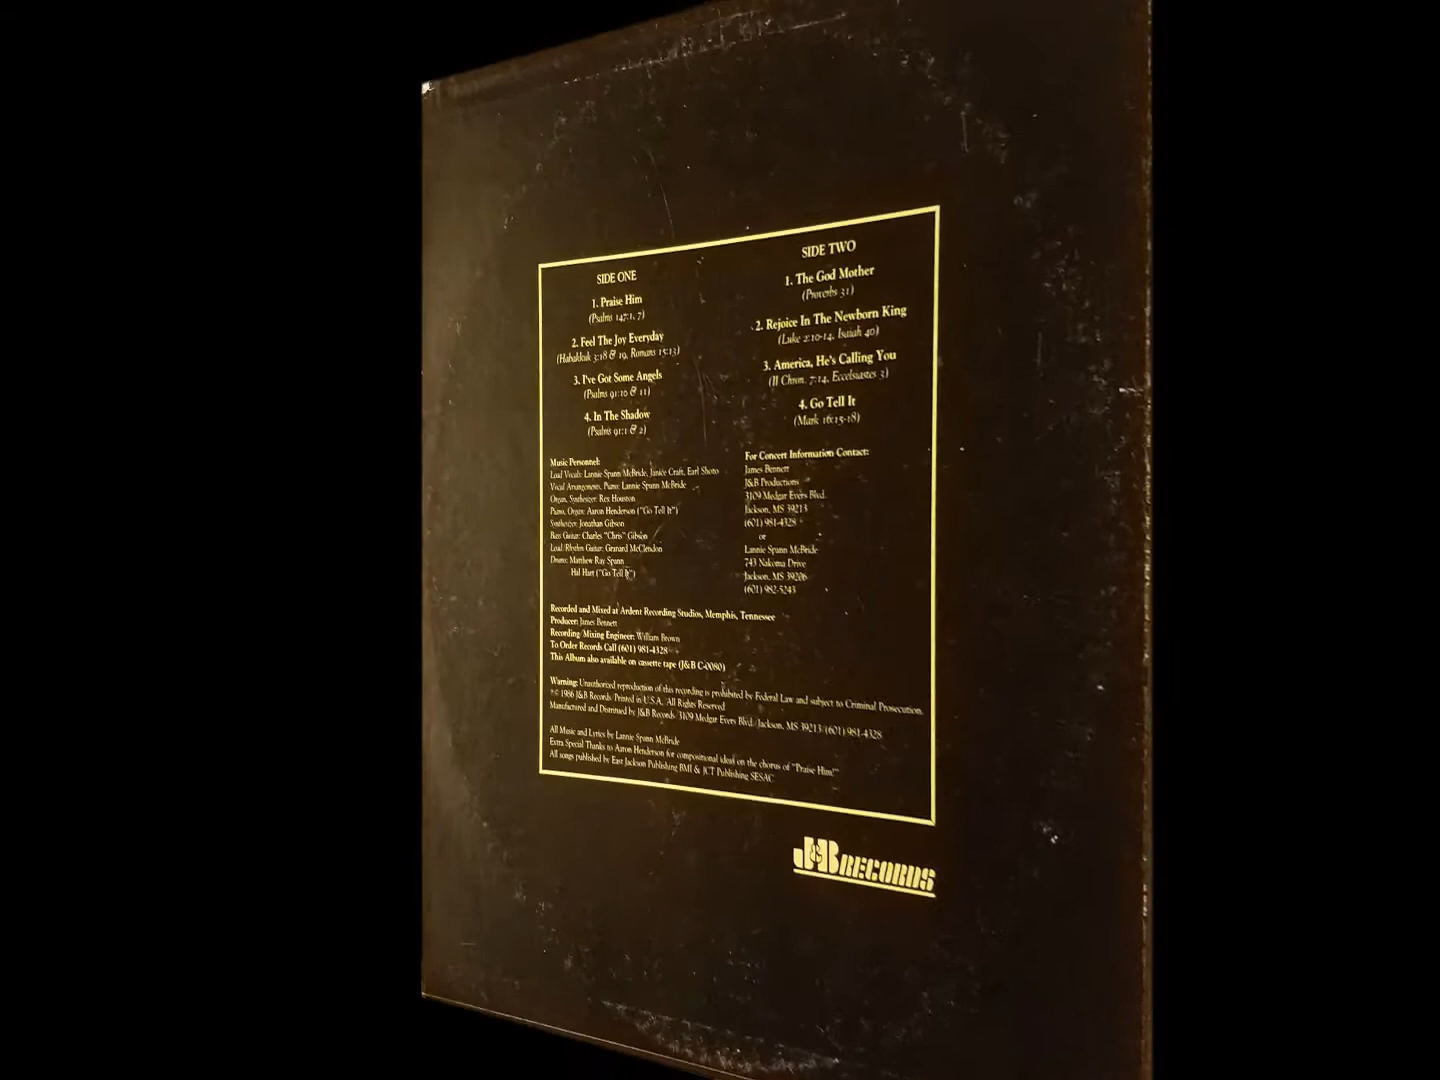 SIDE ONE
1. Praise Him
(Psalms 147:1, 7)
2. Feel The Joy Everyday
(Habakkuk 3:18 & 19, Romans 15:13)
3. I've Got Some Angels
(Psalms 91:10 & 11)
4. In The Shadow
(Psalms 91:1 & 2)
SIDE TWO
1. The God Mother
(Proverbs 31)
2. Rejoice In The Newborn King
(Luke 2:10-14, Isaiah 40)
3. America, He's Calling You
(II Chron. 7:14, Eccelsiastes 3)
4. Go Tell It
(Mark 16:15-18)
Music Personnel:
Lead Vocals: Lannie Spann McBride, Janice Craft, Earl
Vocal Arrangements, Piano: Lannie Spann McBride
Organ, Synthesizer: Rex Houston
Piano, Organ: Aaron Henderson ("Go Tell It")
Synthesizer: Jonathan Gibson
Bass Guitar: Charles "Chris" Gibson
Lead/Rhythm Guitar: Granard McClendon
Drums: Matthew Ray Spann
Hal Hart ("Go Tell It")
For Concert Information Contact:
James Bennett
J&B Productions
3109 Medgar Evers Blvd.
Jackson, MS 39213
(601) 981-4328
or
Lannie Spann McBride
743 Nakoma Drive
Jackson, MS 39206
(601) 982-5243
Recorded and Mixed at Ardent Recording Studios, Memphis, Tennessee
Producer: James Bennett
Recording/Mixing Engineer: William Brown
To Order Records Call (601) 981-4328
This Album also available on cassette tape (J&B C-0080)
Warning: Unauthorized reproduction of this recording is prohibited by Federal Law and subject to Criminal Prosecution.
© 1986 J&B Records/Printed in U.S.A./All Rights Reserved
Manufactured and Distributed by J&B Records/3109 Medgar Evers Blvd./Jackson, MS 39213/(601) 981-4328
All Music and Lyrics by Lannie Spann McBride
Extra Special Thanks to Aaron Henderson for compositional ideas on the chorus of "Praise Him!"
All songs published by East Jackson Publishing BMI & JCT Publishing SESAC
J&B RECORDS